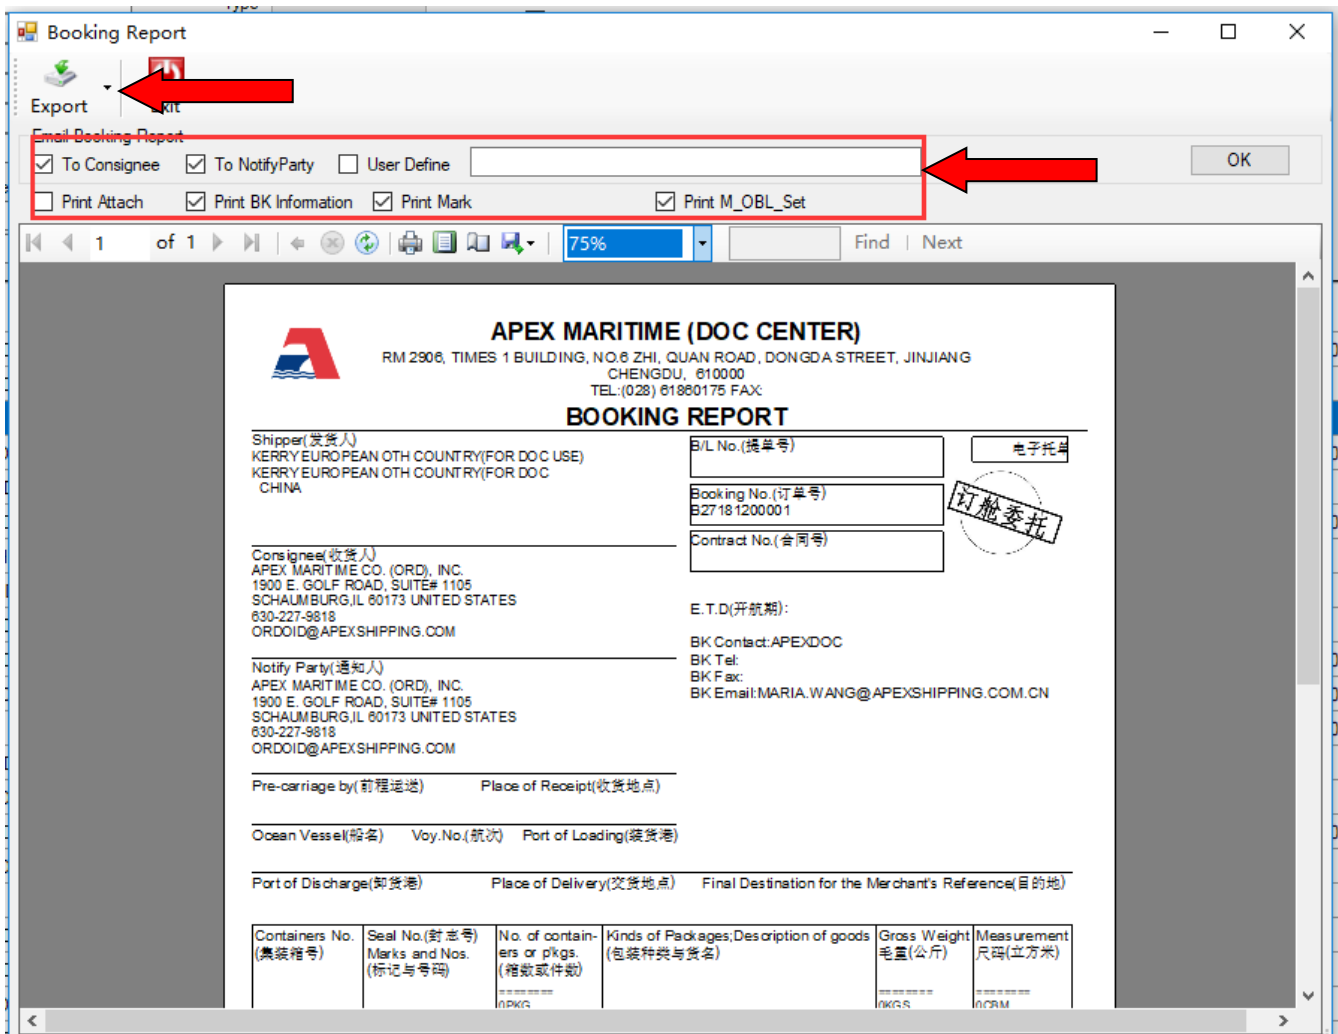 Type
Booking Report
Export
Exit
Email Booking Report
To Consignee To NotifyParty User Define OK
Print Attach Print BK Information Print Mark Print M_OBL_Set
1 of 1 75% Find | Next
APEX MARITIME (DOC CENTER)
RM 2906, TIMES 1 BUILDING, NO.6 ZHI, QUAN ROAD, DONGDA STREET, JINJIANG
CHENGDU, 610000
TEL:(028) 61860175 FAX:
BOOKING REPORT
Shipper(发货人)
KERRY EUROPEAN OTH COUNTRY(FOR DOC USE)
KERRY EUROPEAN OTH COUNTRY(FOR DOC
CHINA
B/L No.(提单号)
电子托单
Booking No.(订单号)
B27181200001
订舱委托
Contract No.(合同号)
Consignee(收货人)
APEX MARITIME CO. (ORD), INC.
1900 E. GOLF ROAD, SUITE# 1105
SCHAUMBURG,IL 60173 UNITED STATES
630-227-9818
ORDOID@APEXSHIPPING.COM
E.T.D(开航期):
BK Contact:APEXDOC
BK Tel:
BK Fax:
BK Email:MARIA.WANG@APEXSHIPPING.COM.CN
Notify Party(通知人)
APEX MARITIME CO. (ORD), INC.
1900 E. GOLF ROAD, SUITE# 1105
SCHAUMBURG,IL 60173 UNITED STATES
630-227-9818
ORDOID@APEXSHIPPING.COM
Pre-carriage by(前程运送) Place of Receipt(收货地点)
Ocean Vessel(船名) Voy.No.(航次) Port of Loading(装货港)
Port of Discharge(卸货港) Place of Delivery(交货地点) Final Destination for the Merchant's Reference(目的地)
Containers No. Seal No.(封志号) No. of contain- Kinds of Packages;Description of goods Gross Weight Measurement
(集装箱号) Marks and Nos. ers or p'kgs. (包装种类与货名) 毛重(公斤) 尺码(立方米)
(标记与号码) (箱数或件数)
======== ======== ========
0PKG 0KGS 0CBM